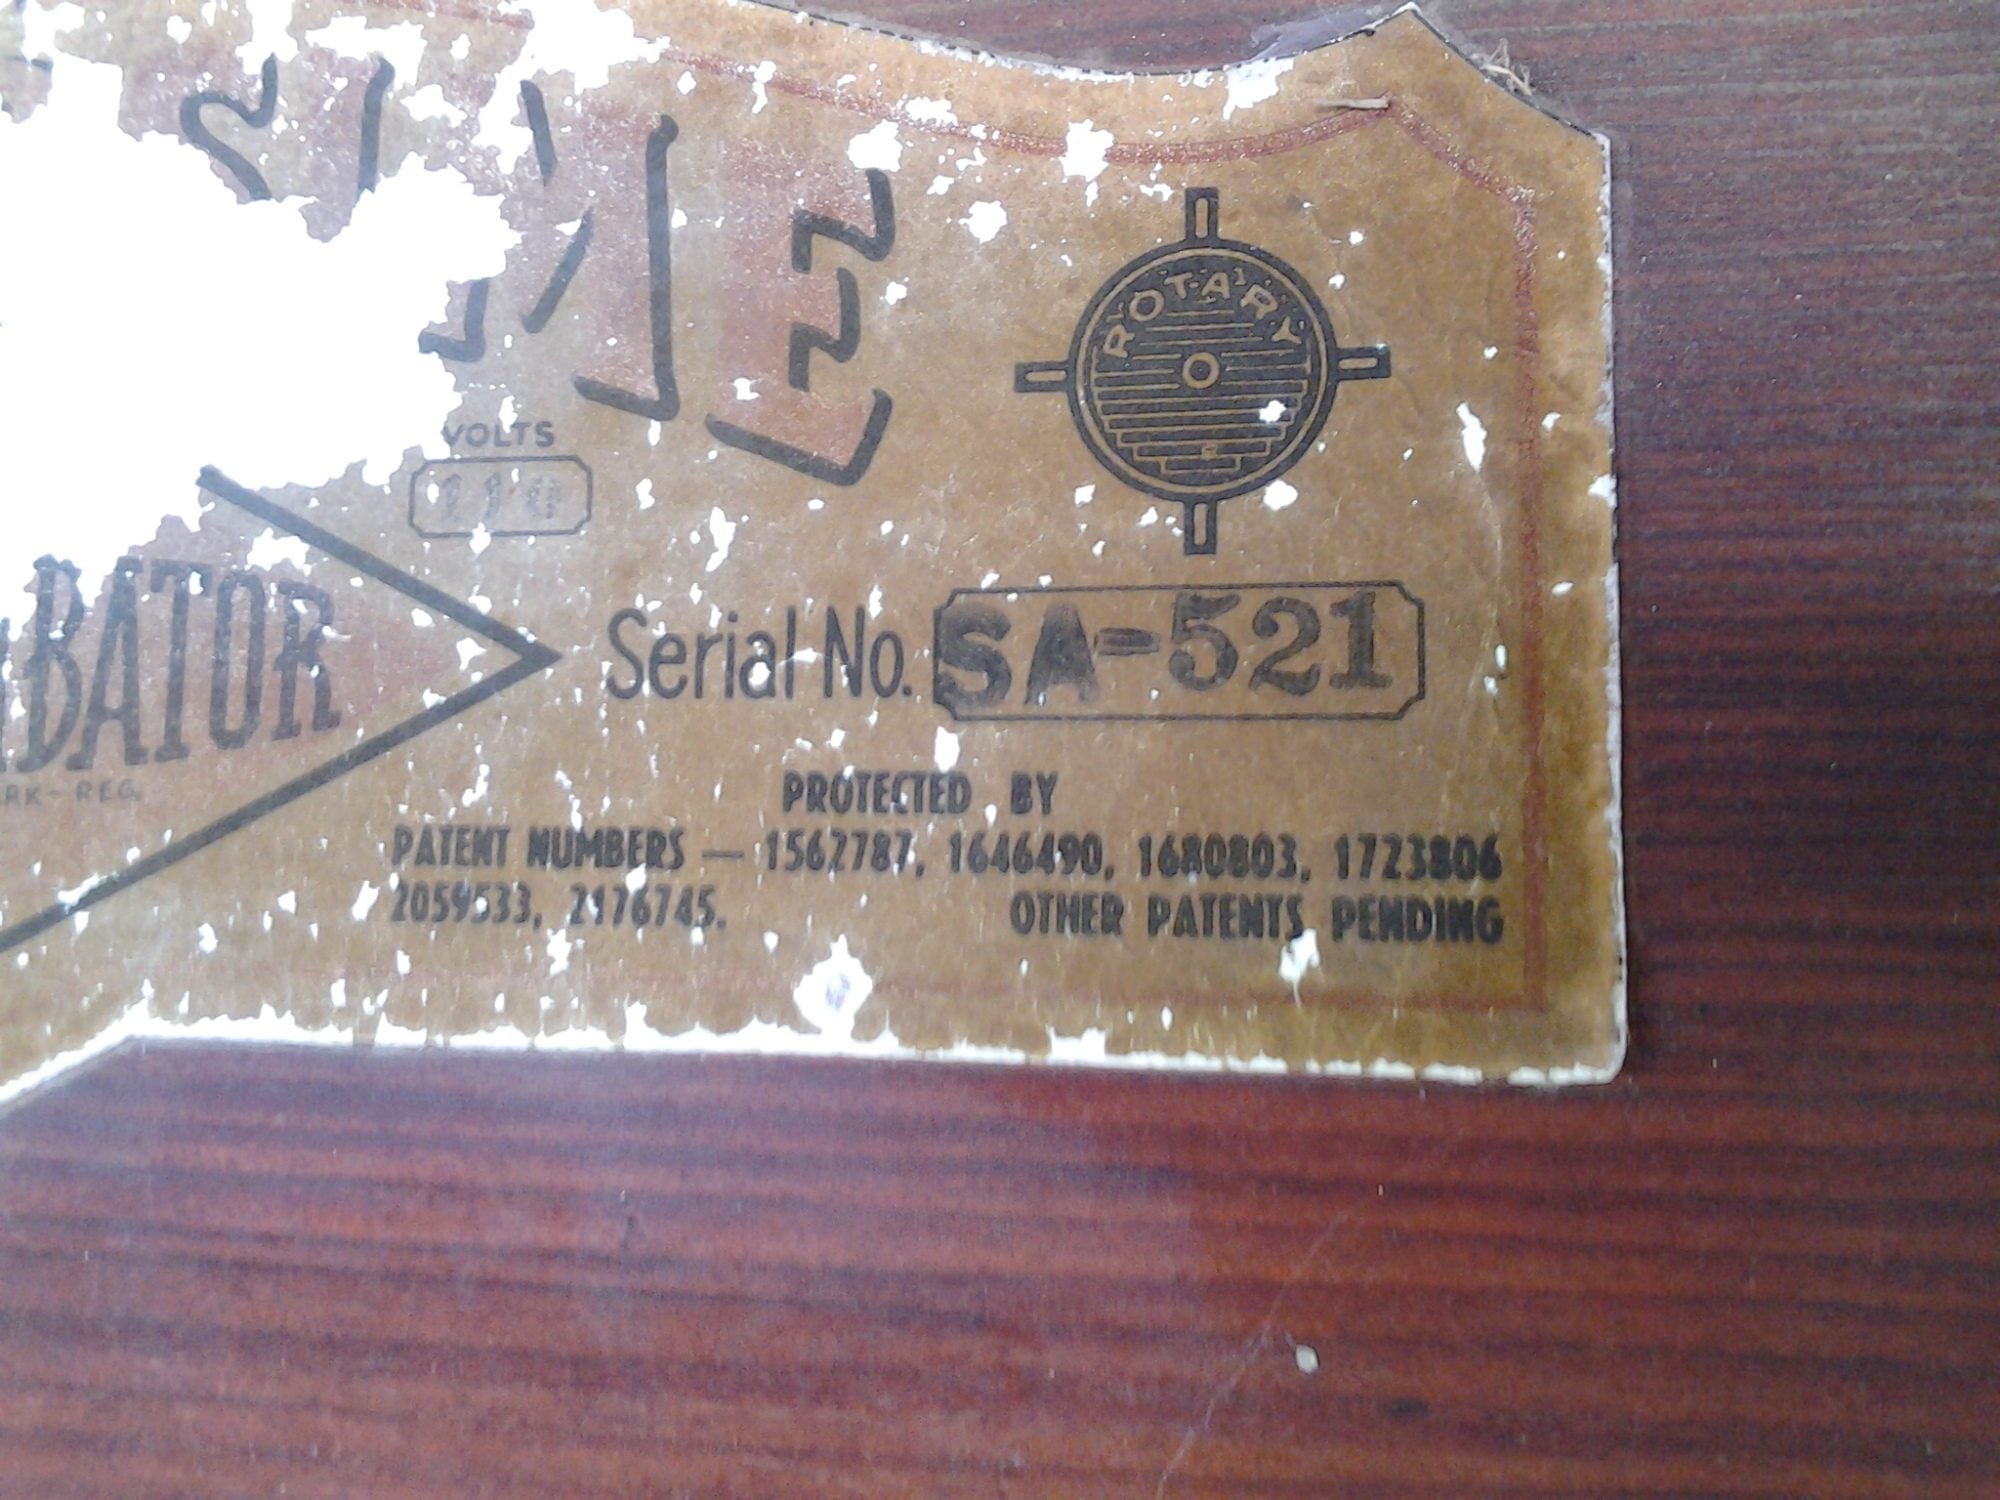 ROTARY
VOLTS
110
Serial No. SA-521
PROTECTED BY
PATENT NUMBERS — 1562787, 1646490, 1680803, 1723806
2059533, 2176745. OTHER PATENTS PENDING